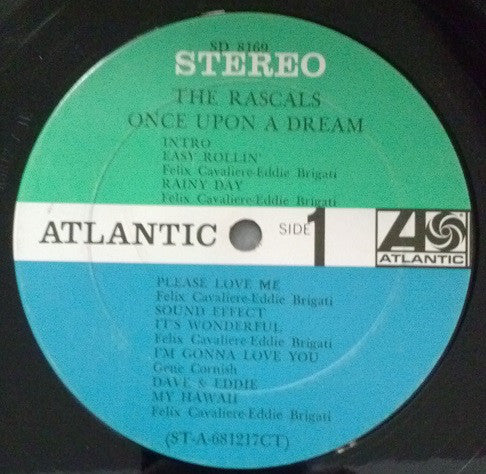 SD 8169
STEREO
THE RASCALS
ONCE UPON A DREAM
INTRO
EASY ROLLIN'
Felix Cavaliere-Eddie Brigati
RAINY DAY
Felix Cavaliere-Eddie Brigati
ATLANTIC
SIDE 1
ATLANTIC
PLEASE LOVE ME
Felix Cavaliere-Eddie Brigati
SOUND EFFECT
IT'S WONDERFUL
Felix Cavaliere-Eddie Brigati
I'M GONNA LOVE YOU
Gene Cornish
DAVE & EDDIE
MY HAWAII
Felix Cavaliere-Eddie Brigati
(ST-A-681217CT)